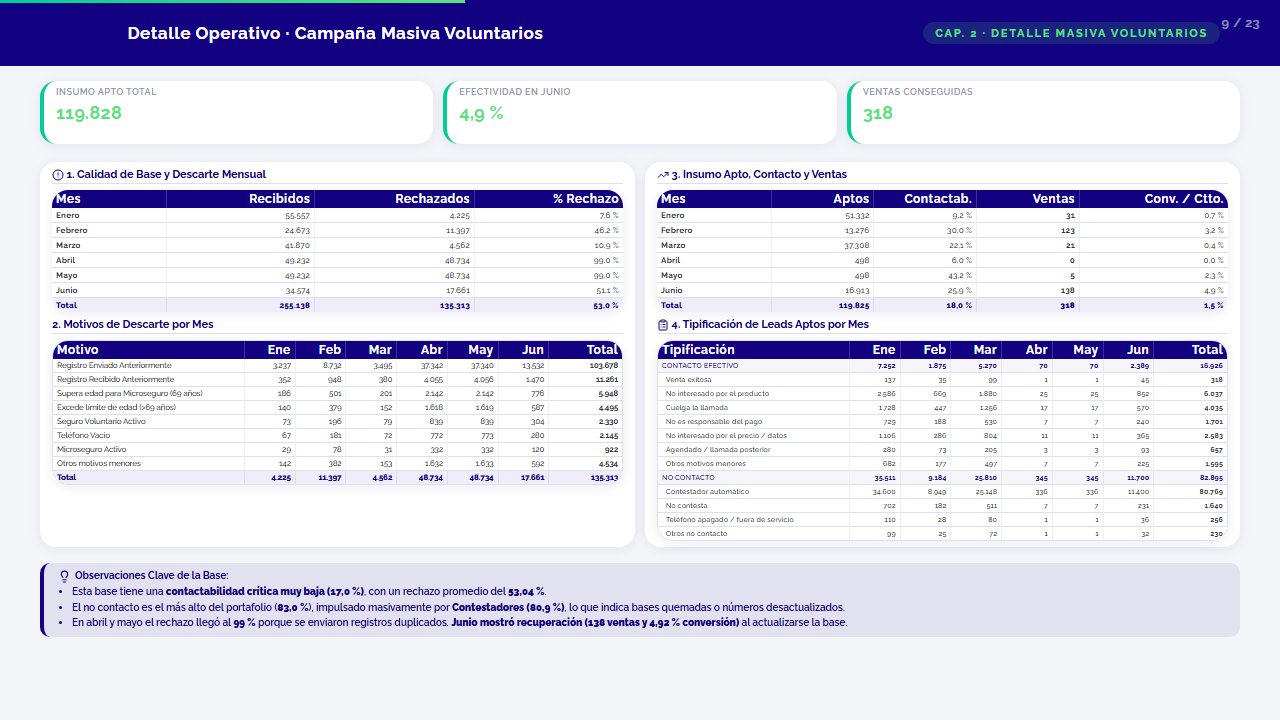 Detalle Operativo · Campaña Masiva Voluntarios
CAP. 2 · DETALLE MASIVA VOLUNTARIOS
9 / 23
INSUMO APTO TOTAL
119.828
EFECTIVIDAD EN JUNIO
4,9 %
VENTAS CONSEGUIDAS
318
1. Calidad de Base y Descarte Mensual
Mes Recibidos Rechazados % Rechazo
Enero 55.557 4.225 7,6 %
Febrero 24.673 11.397 46,2 %
Marzo 41.870 4.562 10,9 %
Abril 49.232 48.734 99,0 %
Mayo 49.232 48.734 99,0 %
Junio 34.574 17.661 51,1 %
Total 255.138 135.313 53,0 %
2. Motivos de Descarte por Mes
Motivo Ene Feb Mar Abr May Jun Total
Registro Enviado Anteriormente 3.237 8.732 3.495 37.342 37.340 13.532 103.678
Registro Recibido Anteriormente 352 948 380 4.055 4.056 1.470 11.261
Supera edad para Microseguro (69 años) 186 501 201 2.142 2.142 776 5.948
Excede límite de edad (>69 años) 140 379 152 1.618 1.619 587 4.495
Seguro Voluntario Activo 73 196 79 839 839 304 2.330
Teléfono Vacío 67 181 72 772 773 280 2.145
Microseguro Activo 29 78 31 332 332 120 922
Otros motivos menores 142 382 153 1.632 1.633 592 4.534
Total 4.225 11.397 4.562 48.734 48.734 17.661 135.313
3. Insumo Apto, Contacto y Ventas
Mes Aptos Contactab. Ventas Conv. / Ctto.
Enero 51.332 9,2 % 31 0,7 %
Febrero 13.276 30,0 % 123 3,2 %
Marzo 37.308 22,1 % 21 0,4 %
Abril 498 6,0 % 0 0,0 %
Mayo 498 43,2 % 5 2,3 %
Junio 16.913 25,9 % 138 4,9 %
Total 119.825 18,0 % 318 1,5 %
4. Tipificación de Leads Aptos por Mes
Tipificación Ene Feb Mar Abr May Jun Total
CONTACTO EFECTIVO 7.252 1.875 5.270 70 70 2.389 16.926
Venta exitosa 137 35 99 1 1 45 318
No interesado por el producto 2.586 669 1.880 25 25 852 6.037
Cuelga la llamada 1.728 447 1.256 17 17 570 4.035
No es responsable del pago 729 188 530 7 7 240 1.701
No interesado por el precio / datos 1.106 286 804 11 11 365 2.583
Agendado / llamada posterior 280 73 205 3 3 93 657
Otros motivos menores 682 177 497 7 7 225 1.595
NO CONTACTO 35.511 9.184 25.810 345 345 11.700 82.895
Contestador automático 34.600 8.949 25.148 336 336 11.400 80.769
No contesta 702 182 511 7 7 231 1.640
Teléfono apagado / fuera de servicio 110 28 80 1 1 36 256
Otros no contacto 99 25 72 1 1 32 230
Observaciones Clave de la Base:
• Esta base tiene una contactabilidad crítica muy baja (17,0 %), con un rechazo promedio del 53,04 %.
• El no contacto es el más alto del portafolio (83,0 %), impulsado masivamente por Contestadores (80,9 %), lo que indica bases quemadas o números desactualizados.
• En abril y mayo el rechazo llegó al 99 % porque se enviaron registros duplicados. Junio mostró recuperación (138 ventas y 4,92 % conversión) al actualizarse la base.